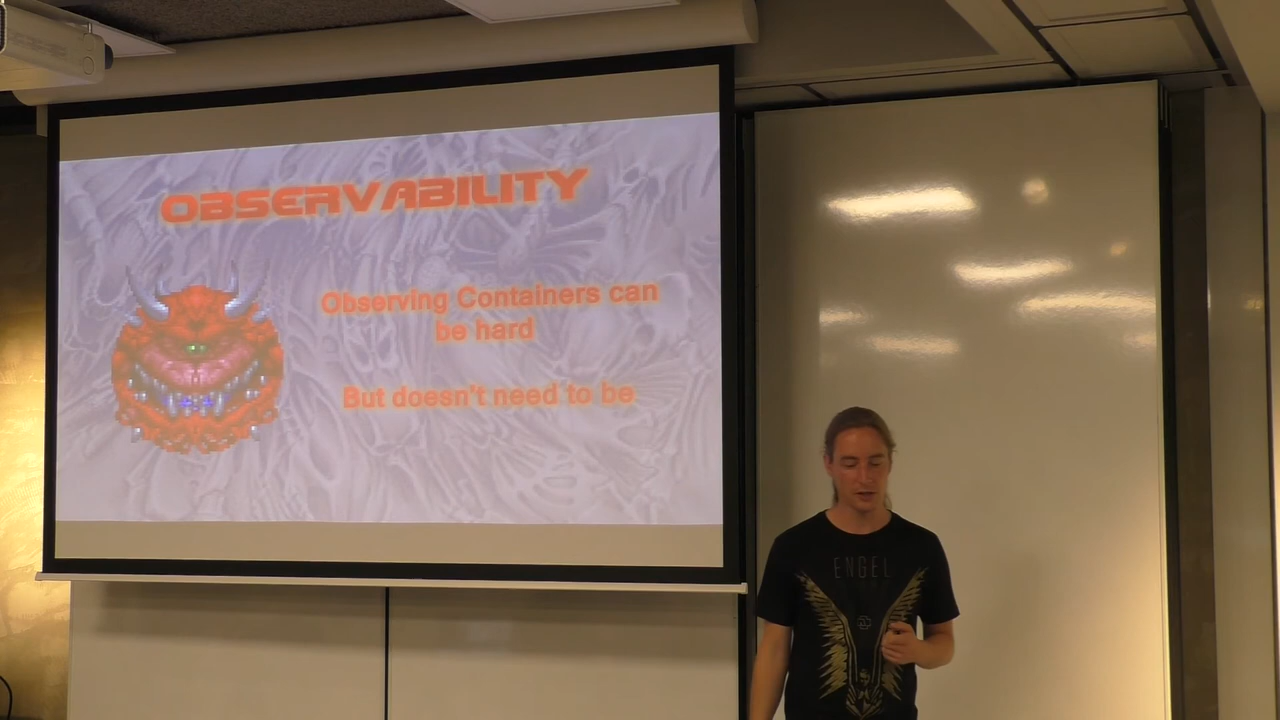 OBSERVABILITY
Observing Containers can
be hard
But doesn't need to be
ENGEL